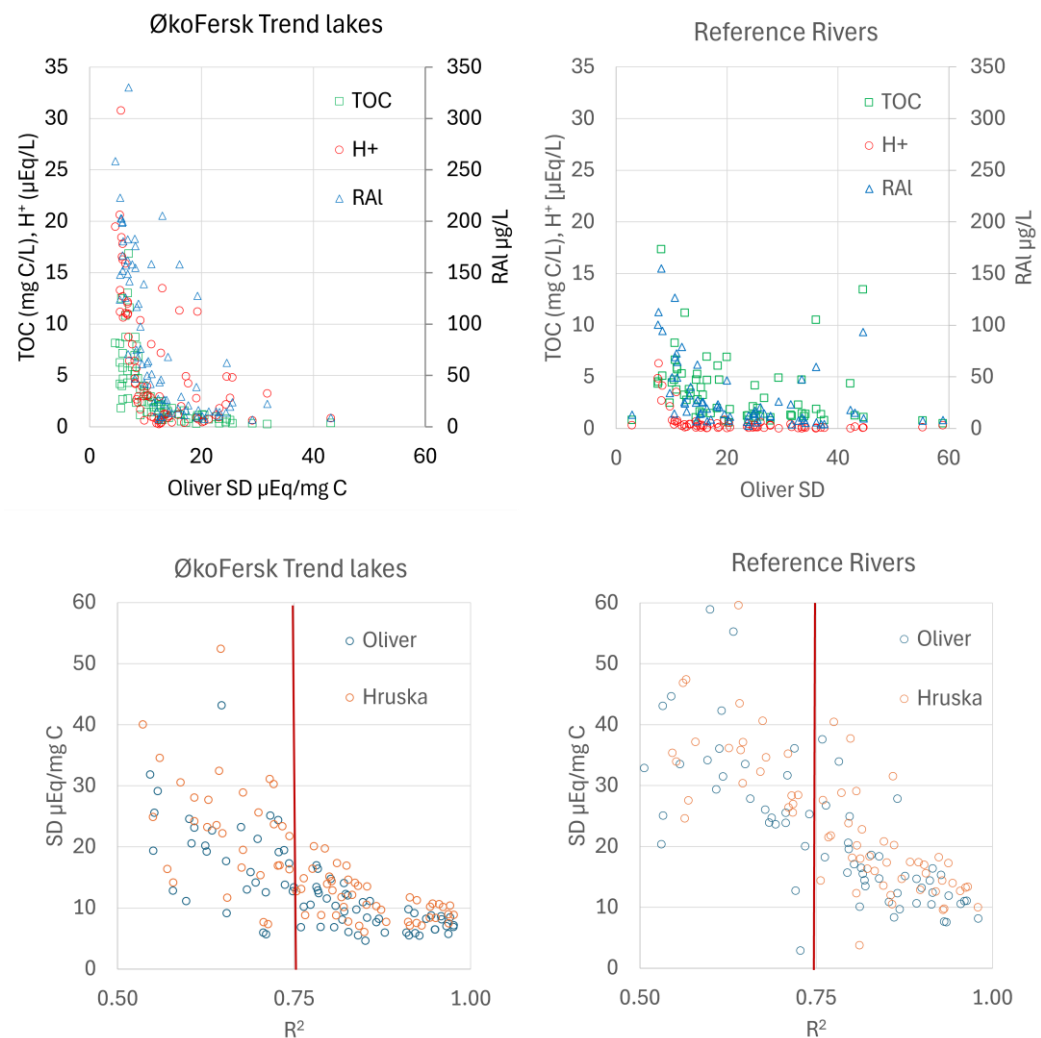 ØkoFersk Trend lakes
TOC (mg C/L), H⁺ (µEq/L)
35
30
25
20
15
10
5
0
350
300
250
200
150
100
50
0
RAl µg/L
TOC
H+
RAl
0 20 40 60
Oliver SD µEq/mg C
Reference Rivers
TOC (mg C/L), H⁺ [µEq/L)
35
30
25
20
15
10
5
0
350
300
250
200
150
100
50
0
RAl µg/L
TOC
H+
RAl
0 20 40 60
Oliver SD
ØkoFersk Trend lakes
SD µEq/mg C
60
50
40
30
20
10
0
Oliver
Hruska
0.50 0.75 1.00
R²
Reference Rivers
SD µEq/mg C
60
50
40
30
20
10
0
Oliver
Hruska
0.50 0.75 1.00
R²